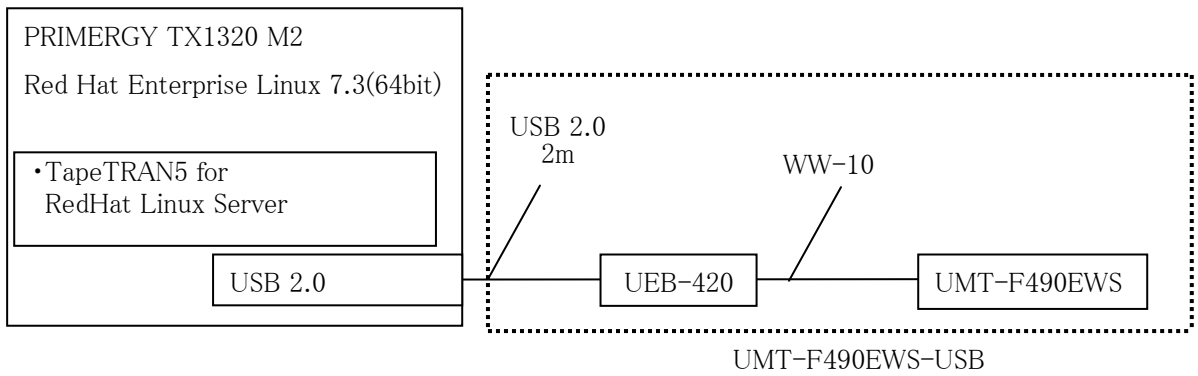 PRIMERGY TX1320 M2
Red Hat Enterprise Linux 7.3(64bit)
・TapeTRAN5 for
RedHat Linux Server
USB 2.0
USB 2.0
2m
WW-10
UEB-420
UMT-F490EWS
UMT-F490EWS-USB